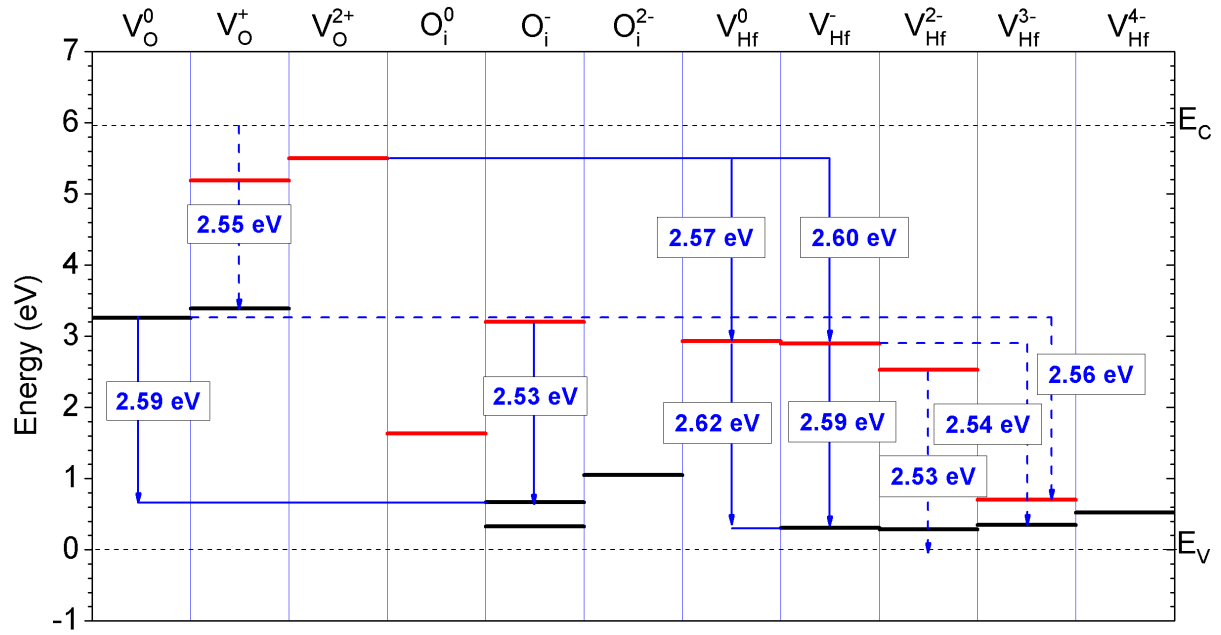 V_O^0 V_O^+ V_O^2+ O_i^0 O_i^- O_i^2- V_Hf^0 V_Hf^- V_Hf^2- V_Hf^3- V_Hf^4-
7
6
5
4
3
2
1
0
-1
Energy (eV)
E_C
E_V
2.55 eV
2.57 eV
2.60 eV
2.59 eV
2.53 eV
2.62 eV
2.59 eV
2.56 eV
2.54 eV
2.53 eV